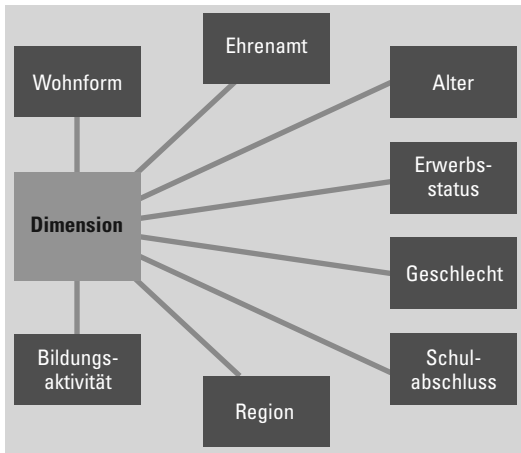 Ehrenamt
Wohnform
Alter
Erwerbs-
status
Dimension
Geschlecht
Bildungs-
aktivität
Schul-
abschluss
Region